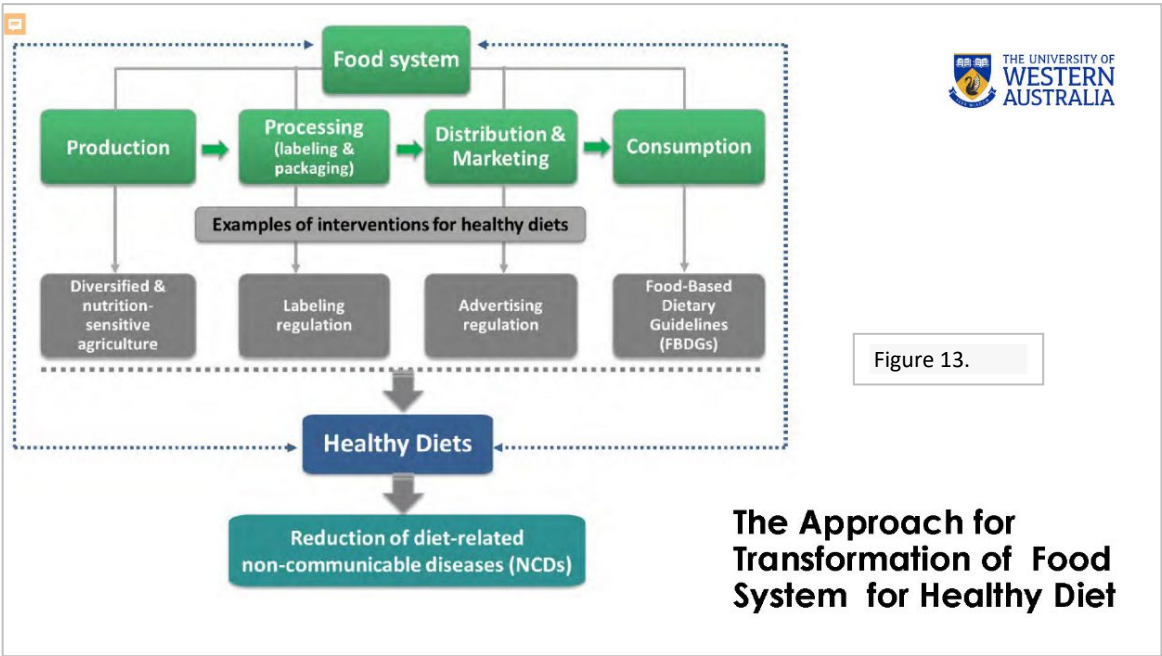 Food system
THE UNIVERSITY OF
WESTERN
AUSTRALIA
Production
Processing
(labeling &
packaging)
Distribution &
Marketing
Consumption
Examples of interventions for healthy diets
Diversified &
nutrition-
sensitive
agriculture
Labeling
regulation
Advertising
regulation
Food-Based
Dietary
Guidelines
(FBDGs)
Figure 13.
Healthy Diets
Reduction of diet-related
non-communicable diseases (NCDs)
The Approach for
Transformation of Food
System for Healthy Diet